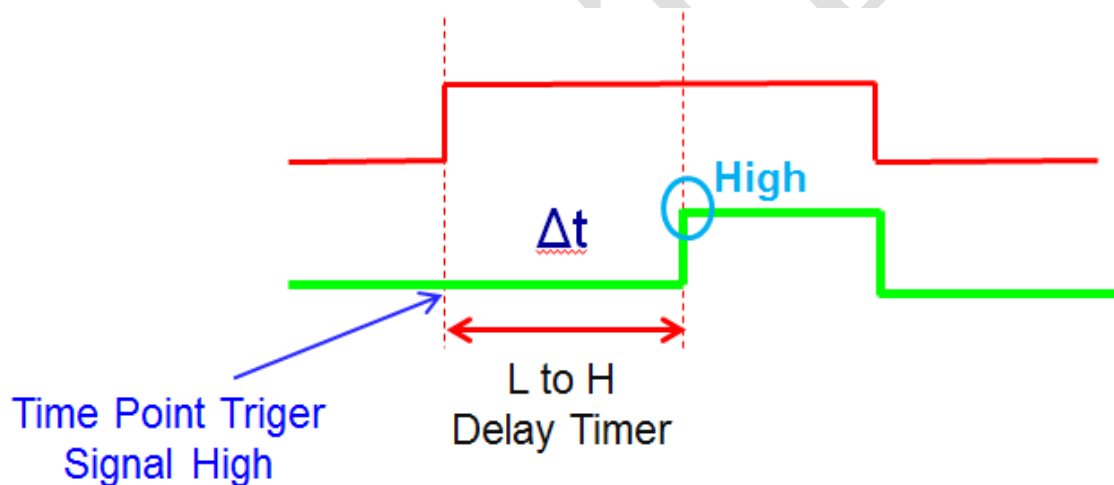 High
Δt
L to H
Delay Timer
Time Point Triger
Signal High